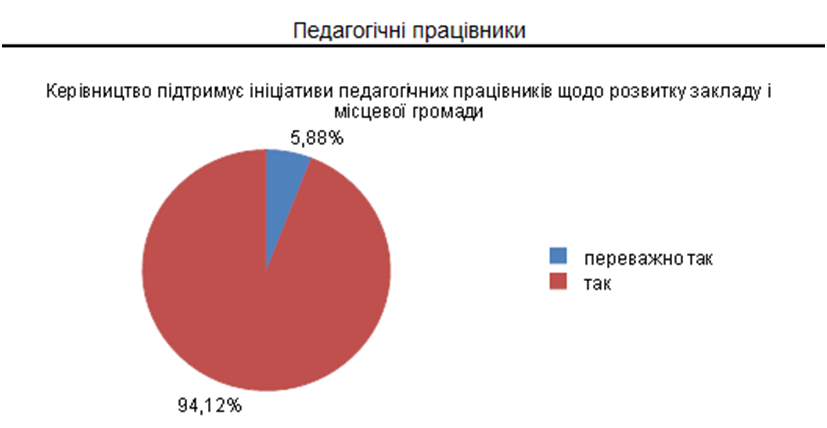 Педагогічні працівники
Керівництво підтримує ініціативи педагогічних працівників щодо розвитку закладу і
місцевої громади
5,88%
переважно так
так
94,12%